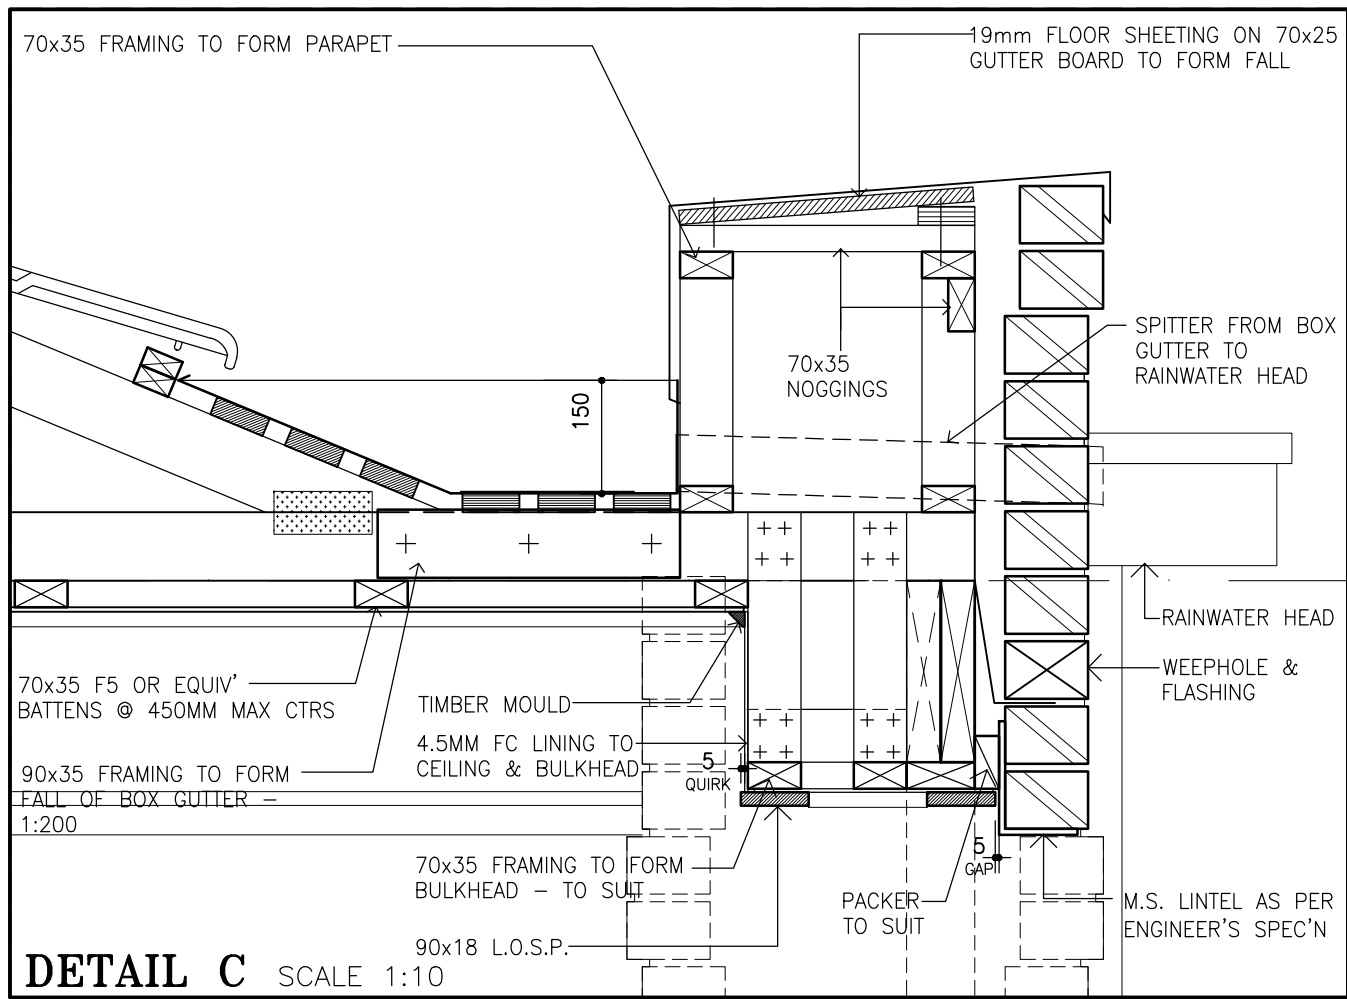 70x35 FRAMING TO FORM PARAPET
19mm FLOOR SHEETING ON 70x25
GUTTER BOARD TO FORM FALL
SPITTER FROM BOX
GUTTER TO
RAINWATER HEAD
70x35
NOGGINGS
150
RAINWATER HEAD
WEEPHOLE &
FLASHING
70x35 F5 OR EQUIV'
BATTENS @ 450MM MAX CTRS
TIMBER MOULD
4.5MM FC LINING TO
CEILING & BULKHEAD
5
QUIRK
90x35 FRAMING TO FORM
FALL OF BOX GUTTER –
1:200
70x35 FRAMING TO FORM
BULKHEAD – TO SUIT
5
GAP
PACKER
TO SUIT
M.S. LINTEL AS PER
ENGINEER'S SPEC'N
90x18 L.O.S.P.
DETAIL C SCALE 1:10